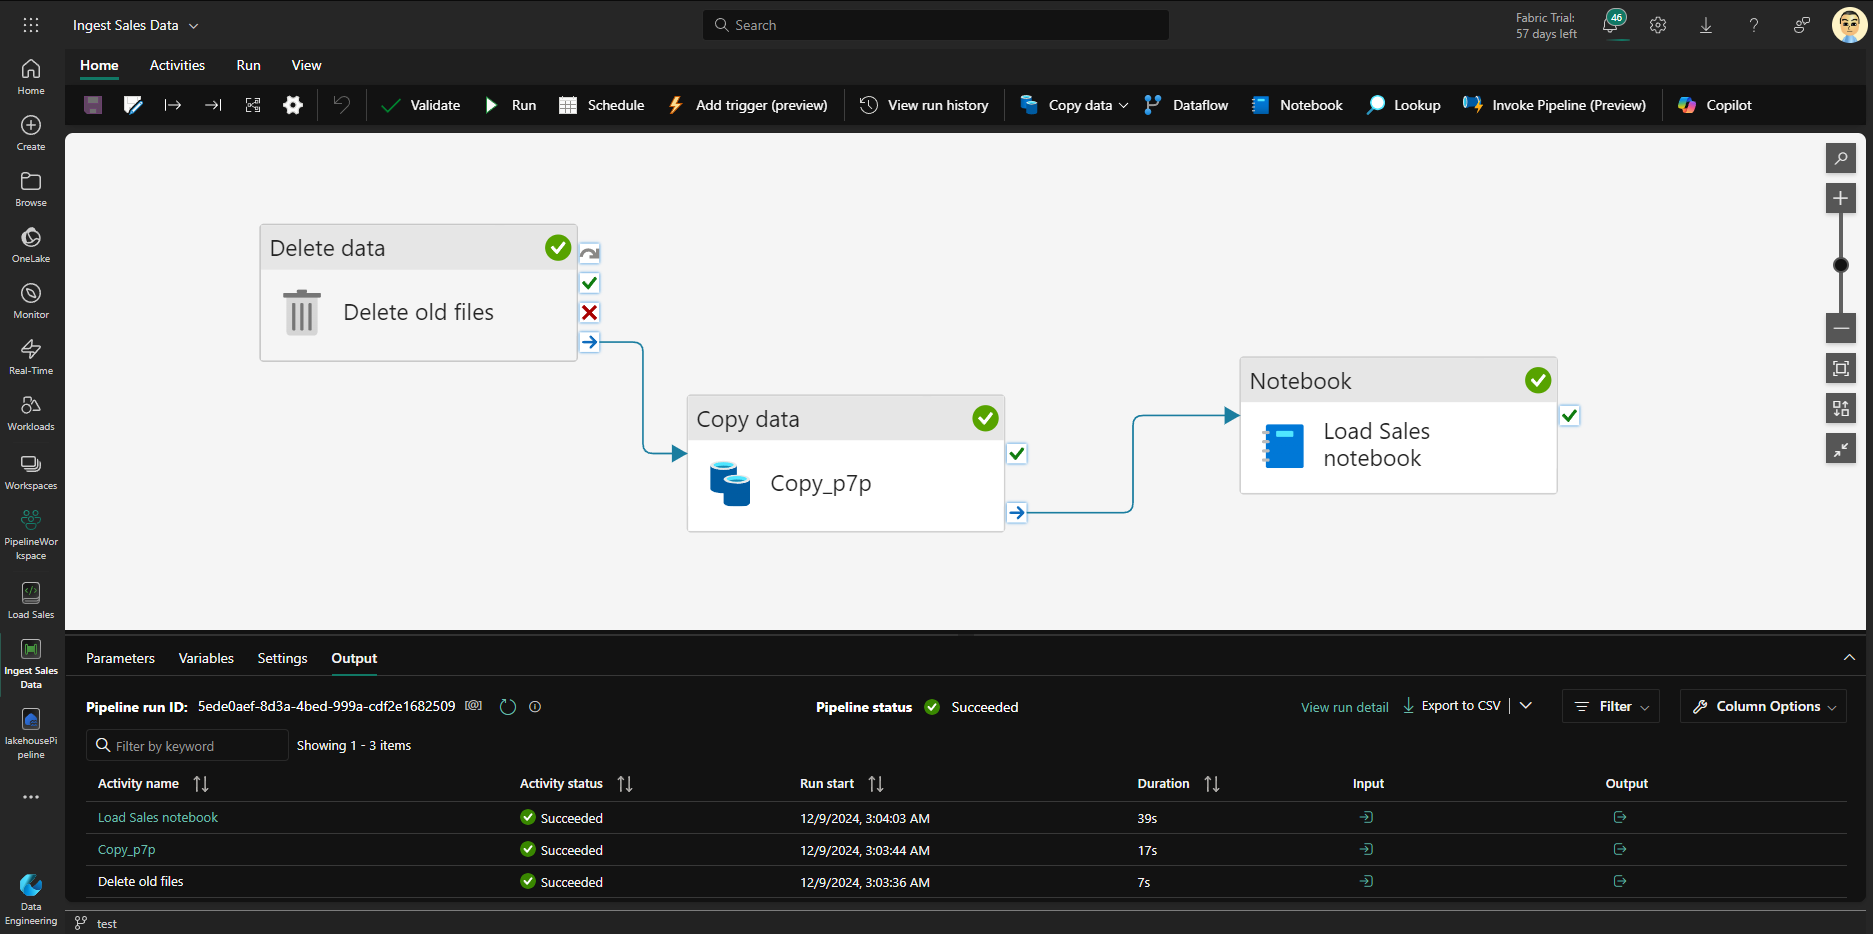 Ingest Sales Data
Search
Fabric Trial:
57 days left
46
Home
Activities
Run
View
Validate
Run
Schedule
Add trigger (preview)
View run history
Copy data
Dataflow
Notebook
Lookup
Invoke Pipeline (Preview)
Copilot
Home
Create
Browse
OneLake
Monitor
Real-Time
Workloads
Workspaces
PipelineWor
kspace
Load Sales
Ingest Sales
Data
lakehousePi
peline
Data
Engineering
Delete data
Delete old files
Copy data
Copy_p7p
Notebook
Load Sales
notebook
Parameters
Variables
Settings
Output
Pipeline run ID: 5ede0aef-8d3a-4bed-999a-cdf2e1682509
Pipeline status Succeeded
View run detail
Export to CSV
Filter
Column Options
Filter by keyword
Showing 1 - 3 items
Activity name Activity status Run start Duration Input Output
Load Sales notebook Succeeded 12/9/2024, 3:04:03 AM 39s
Copy_p7p Succeeded 12/9/2024, 3:03:44 AM 17s
Delete old files Succeeded 12/9/2024, 3:03:36 AM 7s
test